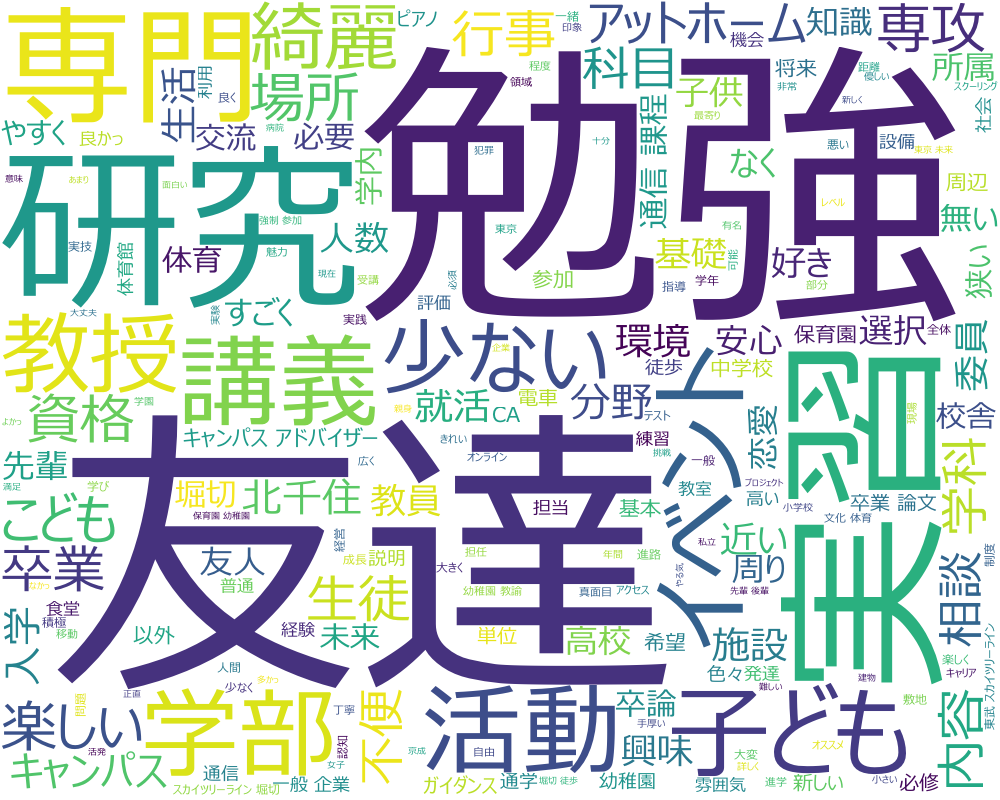 専門
綺麗
行事
ピアノ
一緒
印象
アットホーム
機会
知識
専攻
場所
生活
利用
良く
程度
領域
科目
子供
将来
距離
優しい
非常
スクーリング
所属
社会
やすく
良かっ
交流
病院
必要
学内
勉強
通信 課程
最寄り
新しく
なく
悪い
設備
東京 未来
周辺
無い
意味
あまり
面白い
犯罪
十分
有名
レベル
研究
強制 参加
人数
実技
体育館
体育
魅力
東京
現在
参加
基礎
可能
好き
狭い
大丈夫
実験
すごく
受講
評価
必須
指導
学年
部分
実践
教授
講義
少ない
企業
環境
安心
保育園
選択
全体
委員
徒歩
中学校
資格
学園
親身
就活
CA
電車
分野
イベント
テスト
恋愛
実習
現場
校舎
よかっ
キャンパス アドバイザー
きれい
練習
先輩
満足
学び
広く
オンライン
挑戦
一般
プロジェクト
学科
こども
堀切
北千住
教員
担当
基本
教室
高い
小学校
卒業 論文
保育園 幼稚園
文化 体育
友達
卒業
友人
経営
成長
説明
担任
年間
進路
私立
近い
なかっ
普通
大きく
幼稚園 教諭
真面目
アクセス
やる気
周り
先輩 後輩
相談
制度
入学
食堂
積極
移動
以外
経験
生徒
未来
単位
高校
希望
施設
色々
発達
人間
楽しく
キャリア
東武 スカイツリーライン
楽しい
問題
正直
少なく
多かっ
学部
丁寧
不便
活動
卒論
手厚い
難しい
子ども
建物
敷地
内容
活発
認知
女子
京成
自由
興味
大変
詳しく
オススメ
キャンパス
通信
スカイツリーライン 堀切
一般 企業
ガイダンス
堀切 徒歩
通学
幼稚園
雰囲気
進学
新しい
小さい
必修